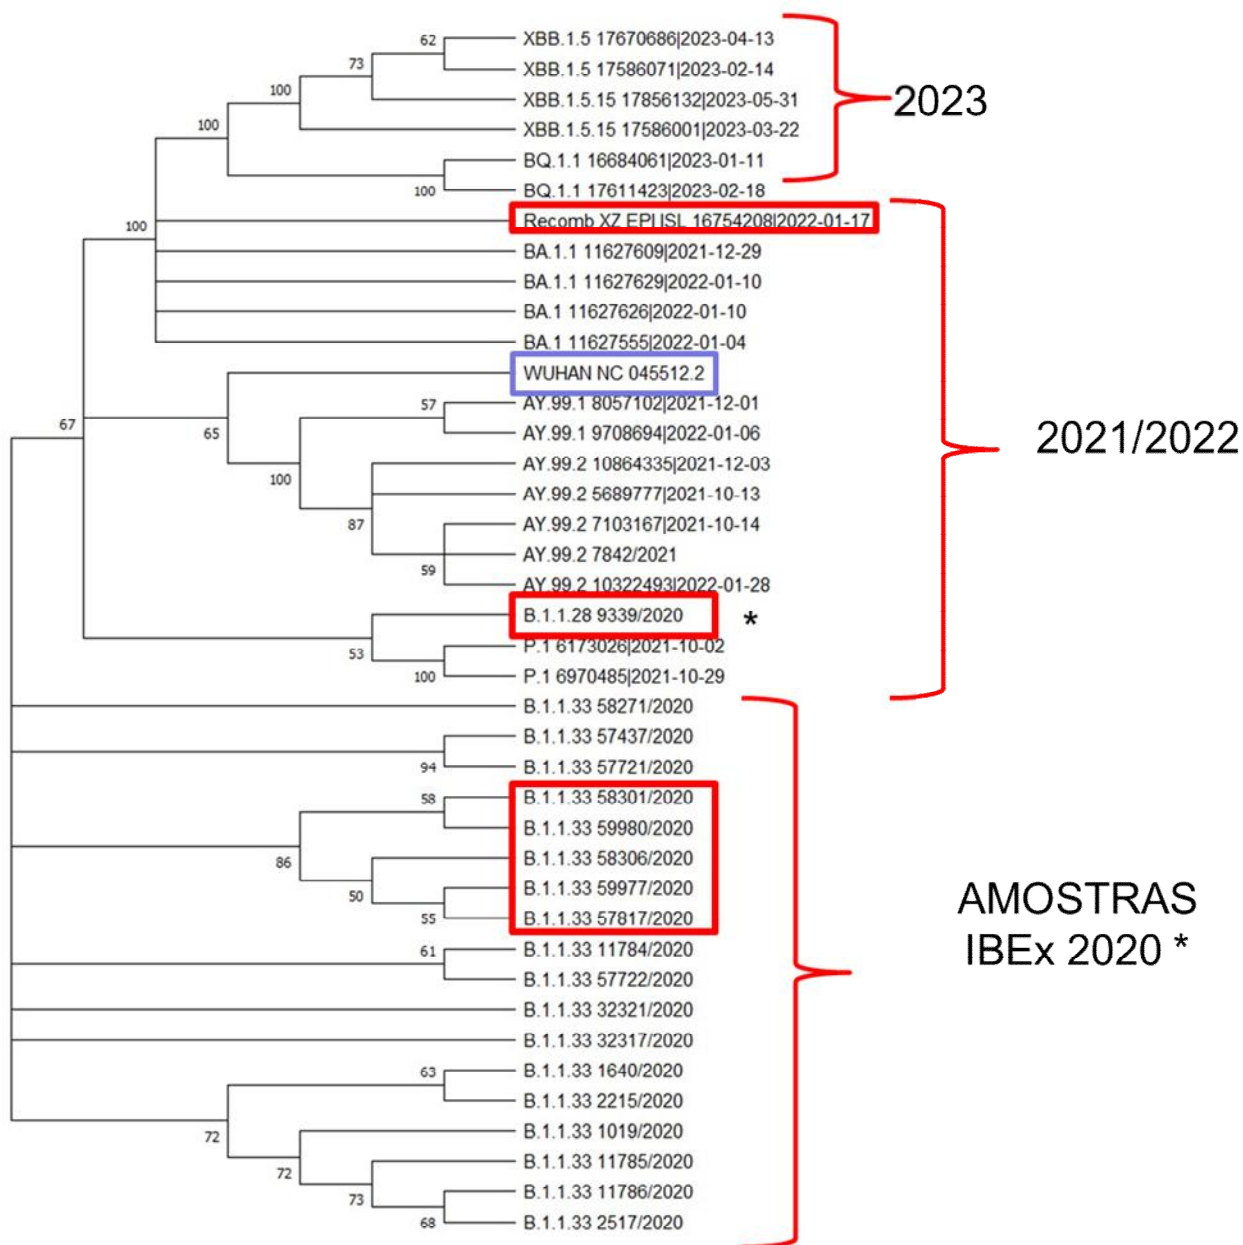 62
XBB.1.5 17670686|2023-04-13
73
XBB.1.5 17586071|2023-02-14
100
XBB.1.5.15 17856132|2023-05-31
2023
100
XBB.1.5.15 17586001|2023-03-22
BQ.1.1 16684061|2023-01-11
100
BQ.1.1 17611423|2023-02-18
100
Recomb XZ EPI ISL 16754208|2022-01-17
BA.1.1 11627609|2021-12-29
BA.1.1 11627629|2022-01-10
BA.1 11627626|2022-01-10
BA.1 11627555|2022-01-04
WUHAN NC 045512.2
57
AY.99.1 8057102|2021-12-01
67
65
AY.99.1 9708694|2022-01-06
2021/2022
AY.99.2 10864335|2021-12-03
100
AY.99.2 5689777|2021-10-13
87
AY.99.2 7103167|2021-10-14
AY.99.2 7842/2021
59
AY.99.2 10322493|2022-01-28
B.1.1.28 9339/2020
*
53
P.1 6173026|2021-10-02
100
P.1 6970485|2021-10-29
B.1.1.33 58271/2020
B.1.1.33 57437/2020
94
B.1.1.33 57721/2020
58
B.1.1.33 58301/2020
B.1.1.33 59980/2020
86
B.1.1.33 58306/2020
50
B.1.1.33 59977/2020
55
B.1.1.33 57817/2020
AMOSTRAS
IBEx 2020 *
61
B.1.1.33 11784/2020
B.1.1.33 57722/2020
B.1.1.33 32321/2020
B.1.1.33 32317/2020
63
B.1.1.33 1640/2020
B.1.1.33 2215/2020
72
B.1.1.33 1019/2020
72
B.1.1.33 11785/2020
73
B.1.1.33 11786/2020
68
B.1.1.33 2517/2020